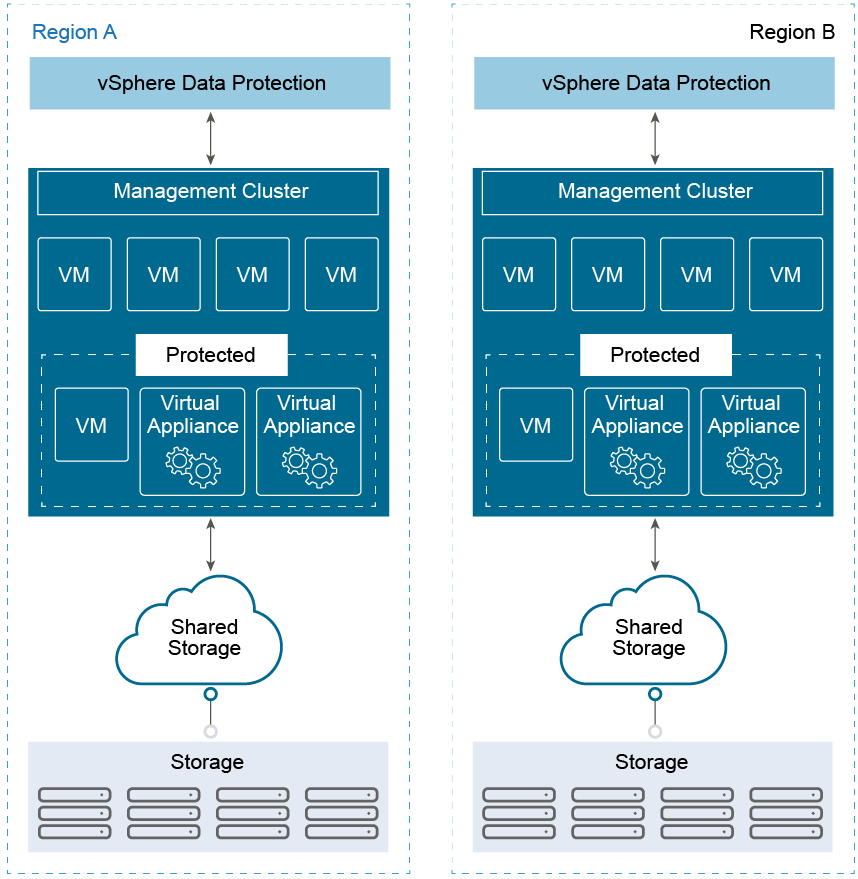 Region A
vSphere Data Protection
Management Cluster
VM
VM
VM
VM
Protected
VM
Virtual
Appliance
Virtual
Appliance
Shared
Storage
Storage
Region B
vSphere Data Protection
Management Cluster
VM
VM
VM
VM
Protected
VM
Virtual
Appliance
Virtual
Appliance
Shared
Storage
Storage